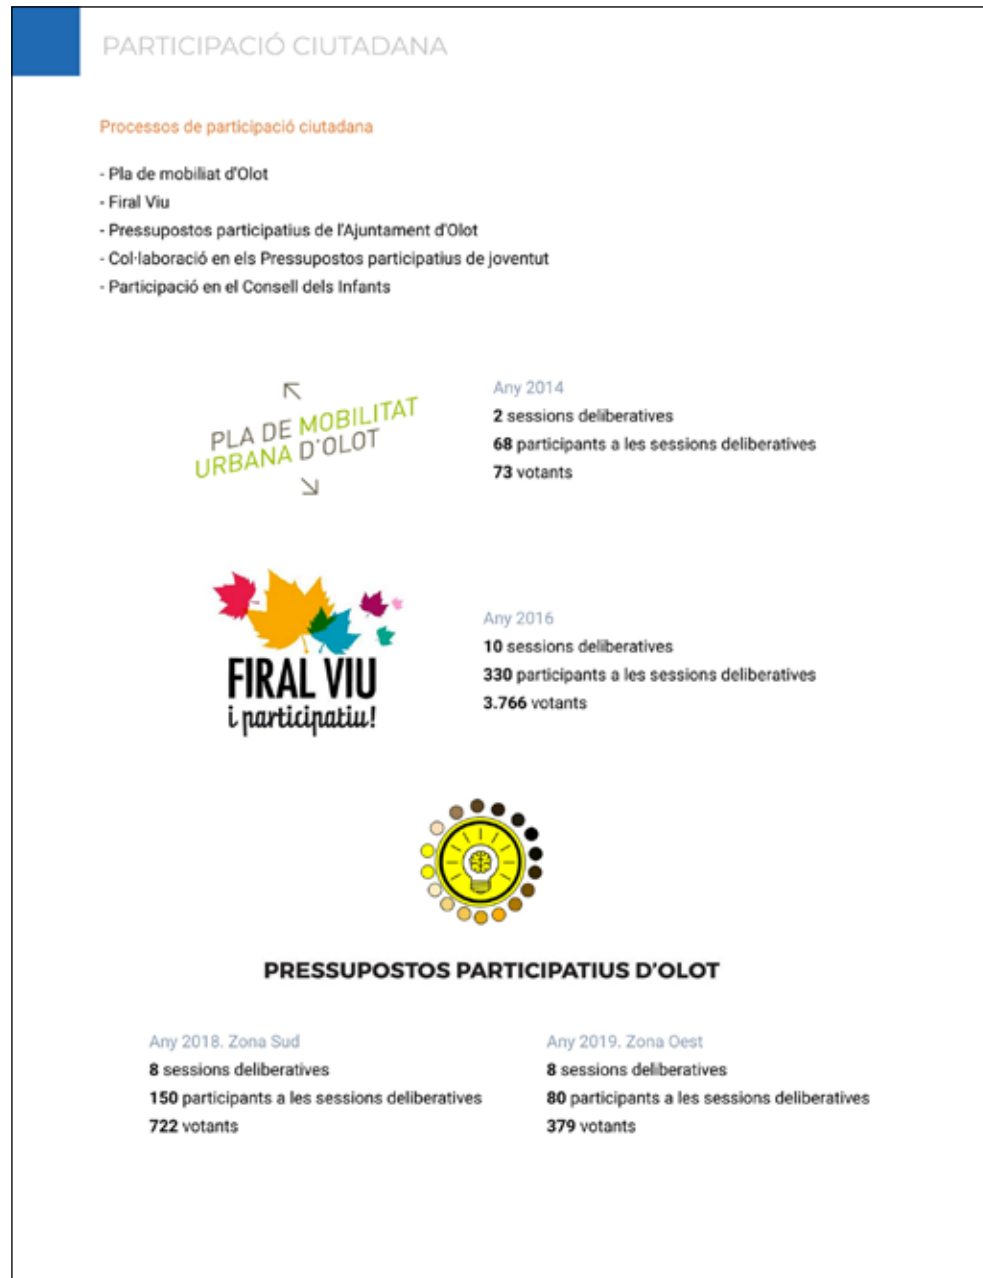 PARTICIPACIÓ CIUTADANA
Processos de participació ciutadana
- Pla de mobiliat d'Olot
- Firal Viu
- Pressupostos participatius de l'Ajuntament d'Olot
- Col·laboració en els Pressupostos participatius de joventut
- Participació en el Consell dels Infants
PLA DE MOBILITAT
URBANA D'OLOT
Any 2014
2 sessions deliberatives
68 participants a les sessions deliberatives
73 votants
FIRAL VIU
i participatiu!
Any 2016
10 sessions deliberatives
330 participants a les sessions deliberatives
3.766 votants
PRESSUPOSTOS PARTICIPATIUS D'OLOT
Any 2018. Zona Sud
8 sessions deliberatives
150 participants a les sessions deliberatives
722 votants
Any 2019. Zona Oest
8 sessions deliberatives
80 participants a les sessions deliberatives
379 votants